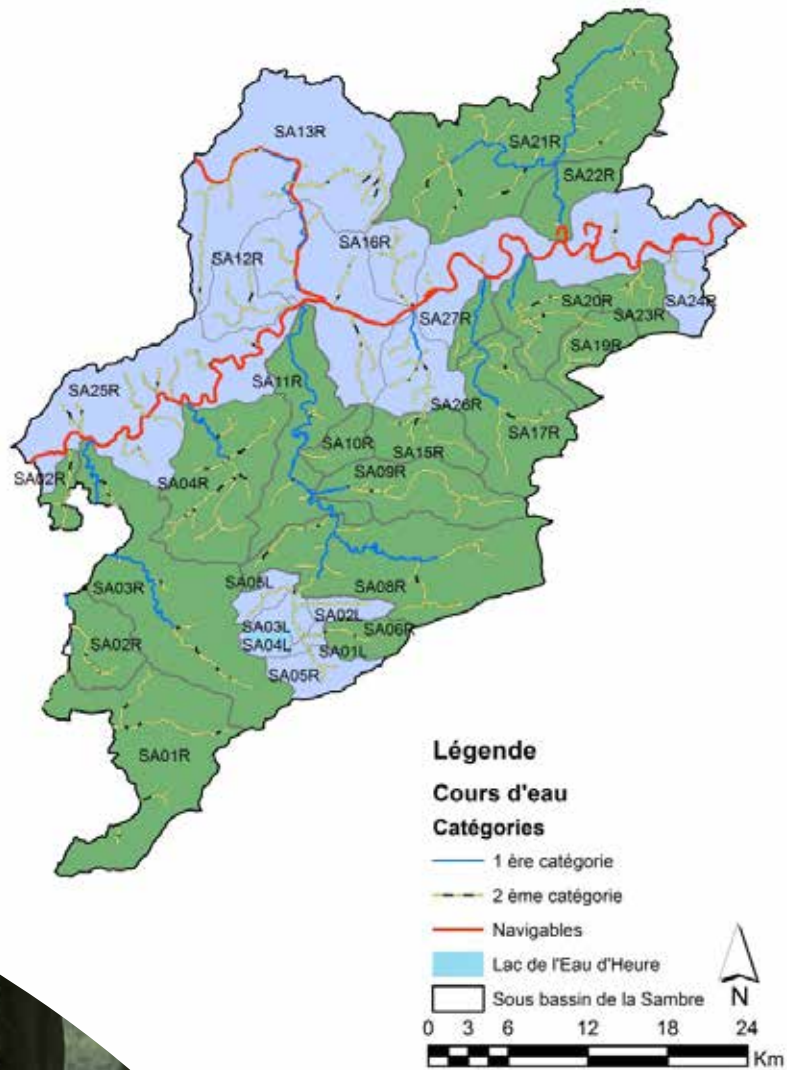 SA13R
SA21R
SA22R
SA16R
SA12R
SA27R
SA20R
SA24R
SA23R
SA19R
SA11R
SA25R
SA26R
SA17R
SA10R
SA15R
SA02R
SA04R
SA09R
SA03R
SA05L
SA08R
SA02L
SA03L
SA06R
SA02R
SA04L
SA01L
SA05R
SA01R
Légende
Cours d'eau
Catégories
1 ère catégorie
2 ème catégorie
Navigables
Lac de l'Eau d'Heure
Sous bassin de la Sambre
N
0 3 6 12 18 24
Km